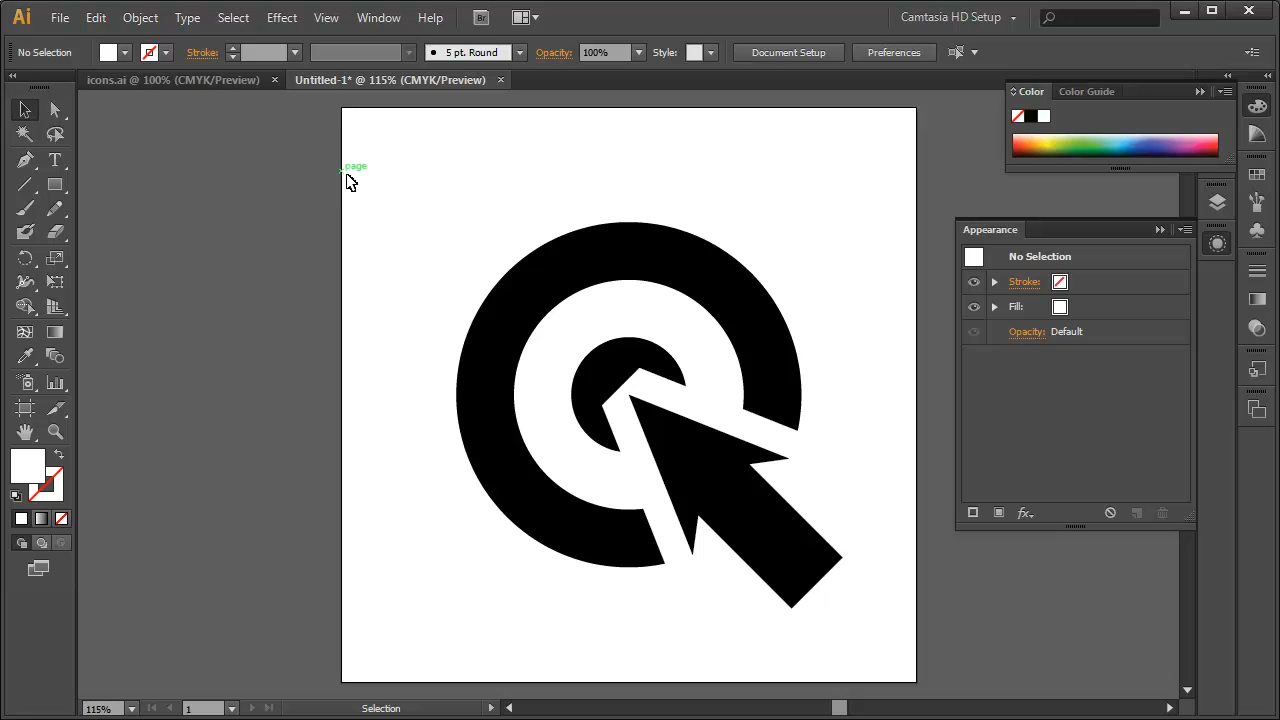 Ai File Edit Object Type Select Effect View Window Help Br Camtasia HD Setup
No Selection Stroke: 5 pt. Round Opacity: 100% Style: Document Setup Preferences
icons.ai @ 100% (CMYK/Preview) × Untitled-1* @ 115% (CMYK/Preview) ×
Color Color Guide
page
Appearance
No Selection
Stroke:
Fill:
Opacity: Default
fx
115% 1 Selection